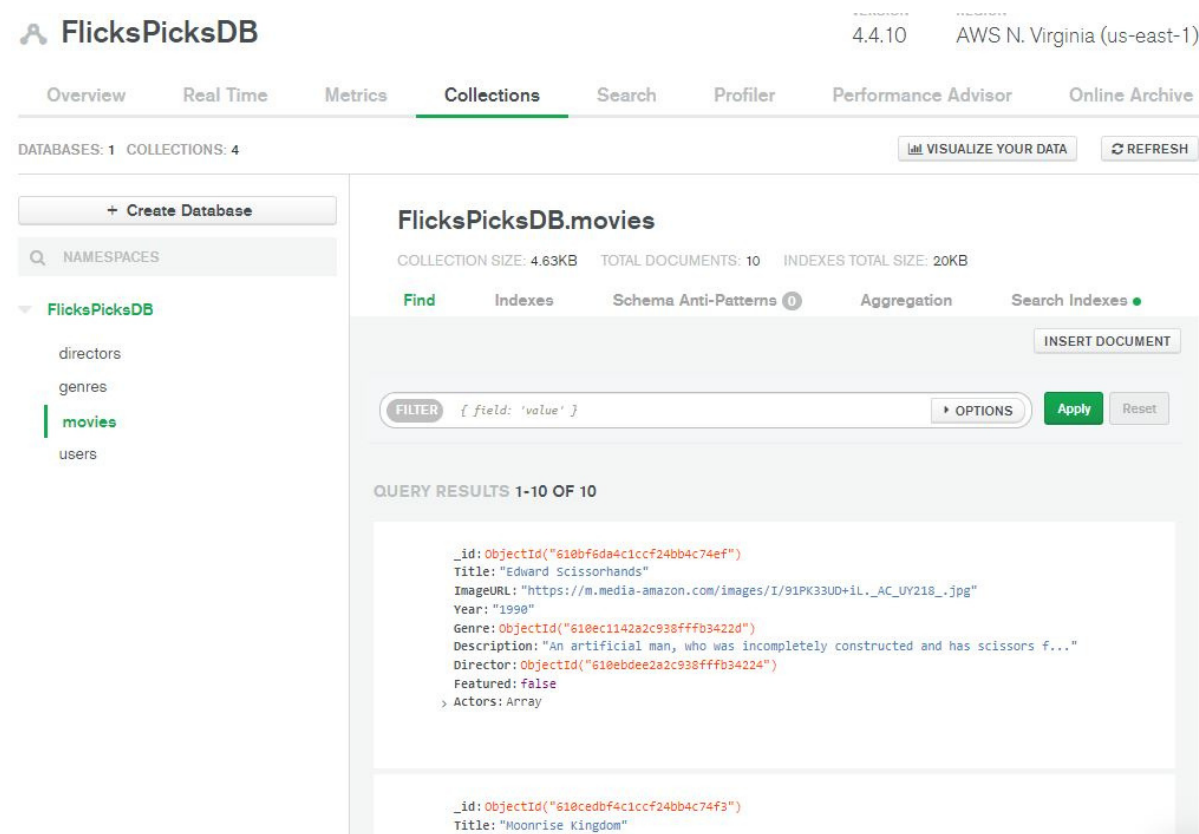 FlicksPicksDB
4.4.10 AWS N. Virginia (us-east-1)
Overview Real Time Metrics Collections Search Profiler Performance Advisor Online Archive
DATABASES: 1 COLLECTIONS: 4
VISUALIZE YOUR DATA
REFRESH
+ Create Database
NAMESPACES
FlicksPicksDB
directors
genres
movies
users
FlicksPicksDB.movies
COLLECTION SIZE: 4.63KB TOTAL DOCUMENTS: 10 INDEXES TOTAL SIZE: 20KB
Find Indexes Schema Anti-Patterns 0 Aggregation Search Indexes
INSERT DOCUMENT
FILTER { field: 'value' } OPTIONS Apply Reset
QUERY RESULTS 1-10 OF 10
_id: ObjectId("610bf6da4c1ccf24bb4c74ef")
Title: "Edward Scissorhands"
ImageURL: "https://m.media-amazon.com/images/I/91PK33UD+iL._AC_UY218_.jpg"
Year: "1990"
Genre: ObjectId("610ec1142a2c938fffb3422d")
Description: "An artificial man, who was incompletely constructed and has scissors f..."
Director: ObjectId("610ebdee2a2c938fffb34224")
Featured: false
Actors: Array
_id: ObjectId("610cedbf4c1ccf24bb4c74f3")
Title: "Moonrise Kingdom"